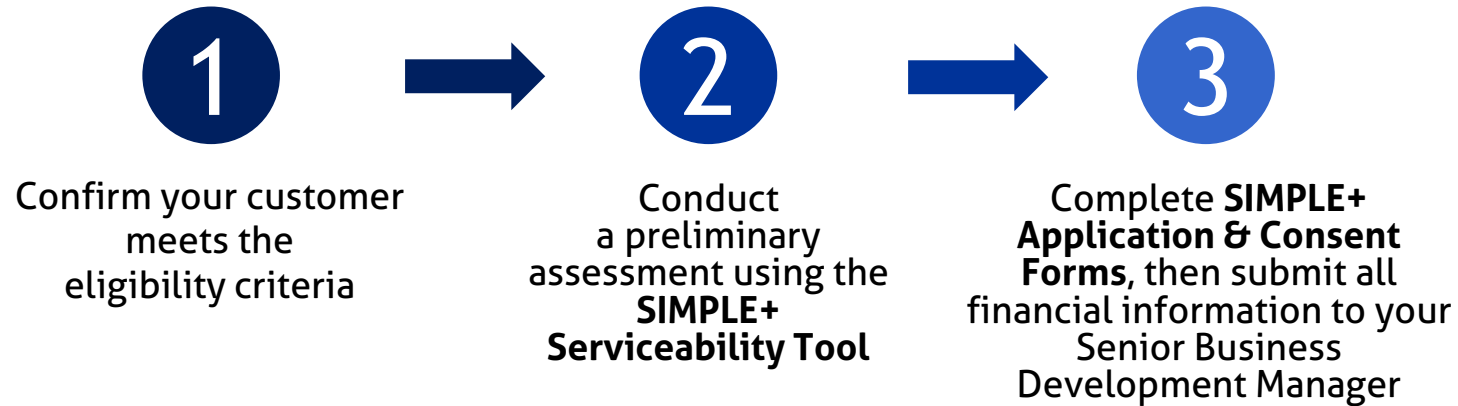 1
Confirm your customer
meets the
eligibility criteria
2
Conduct
a preliminary
assessment using the
SIMPLE+
Serviceability Tool
3
Complete SIMPLE+
Application & Consent
Forms, then submit all
financial information to your
Senior Business
Development Manager